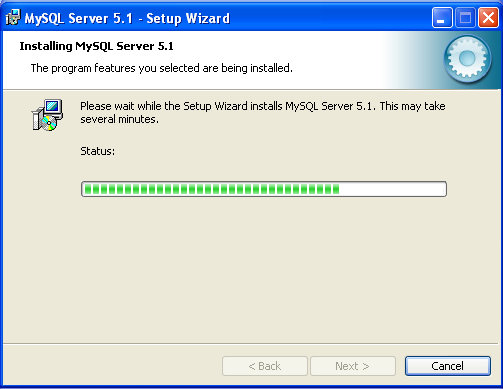 MySQL Server 5.1 - Setup Wizard
Installing MySQL Server 5.1
The program features you selected are being installed.
Please wait while the Setup Wizard installs MySQL Server 5.1. This may take
several minutes.
Status:
< Back
Next >
Cancel